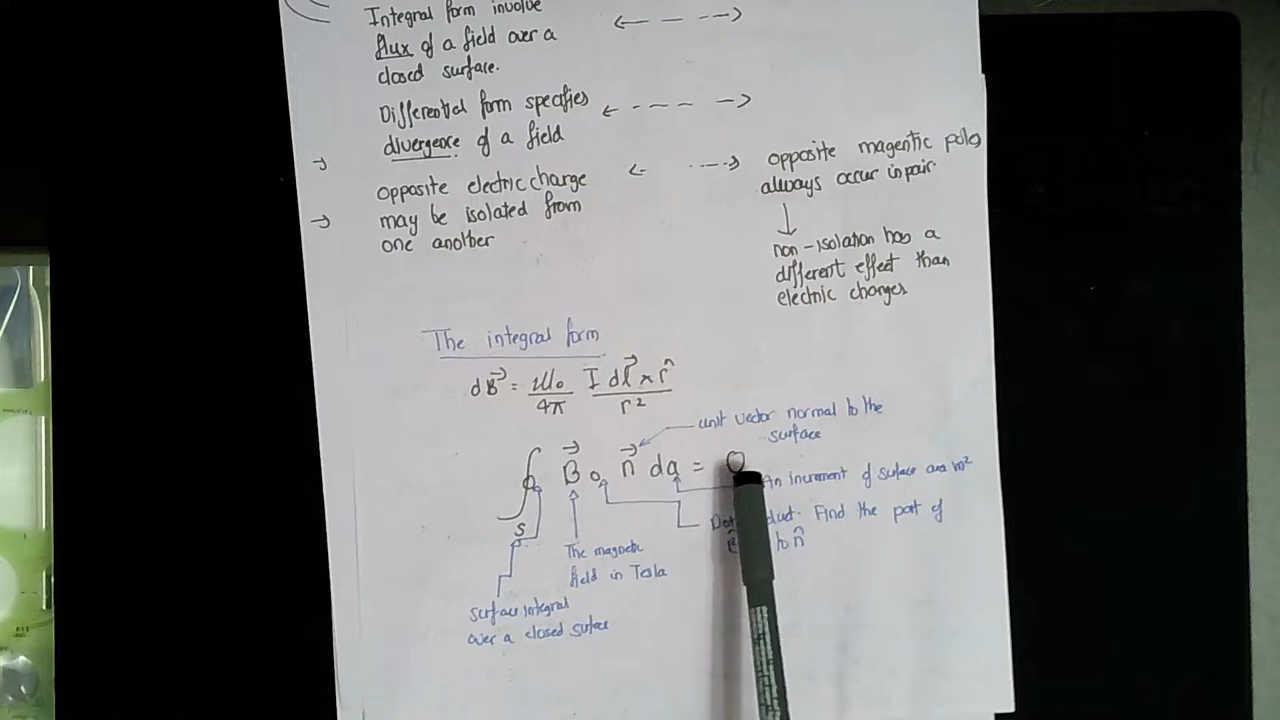 Integral form involve
flux of a field over a
closed surface.
Differential form specifies
divergence of a field
opposite electric charge
may be isolated from
one another
opposite magentic poles
always occur in pair.
non-isolation has a
different effect than
electric charges
The integral form
dB⃗ = μ₀/4π I dl⃗ × r̂/r²
unit vector normal to the
surface
∮ B⃗ ∘ n⃗ da = 0
S
An increment of surface area m²
Find the part of
to n̂
The magnetic
field in Tesla
Surface integral
over a closed surface